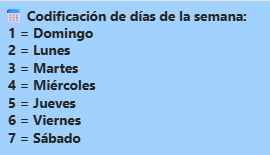 Codificación de días de la semana:
1 = Domingo
2 = Lunes
3 = Martes
4 = Miércoles
5 = Jueves
6 = Viernes
7 = Sábado